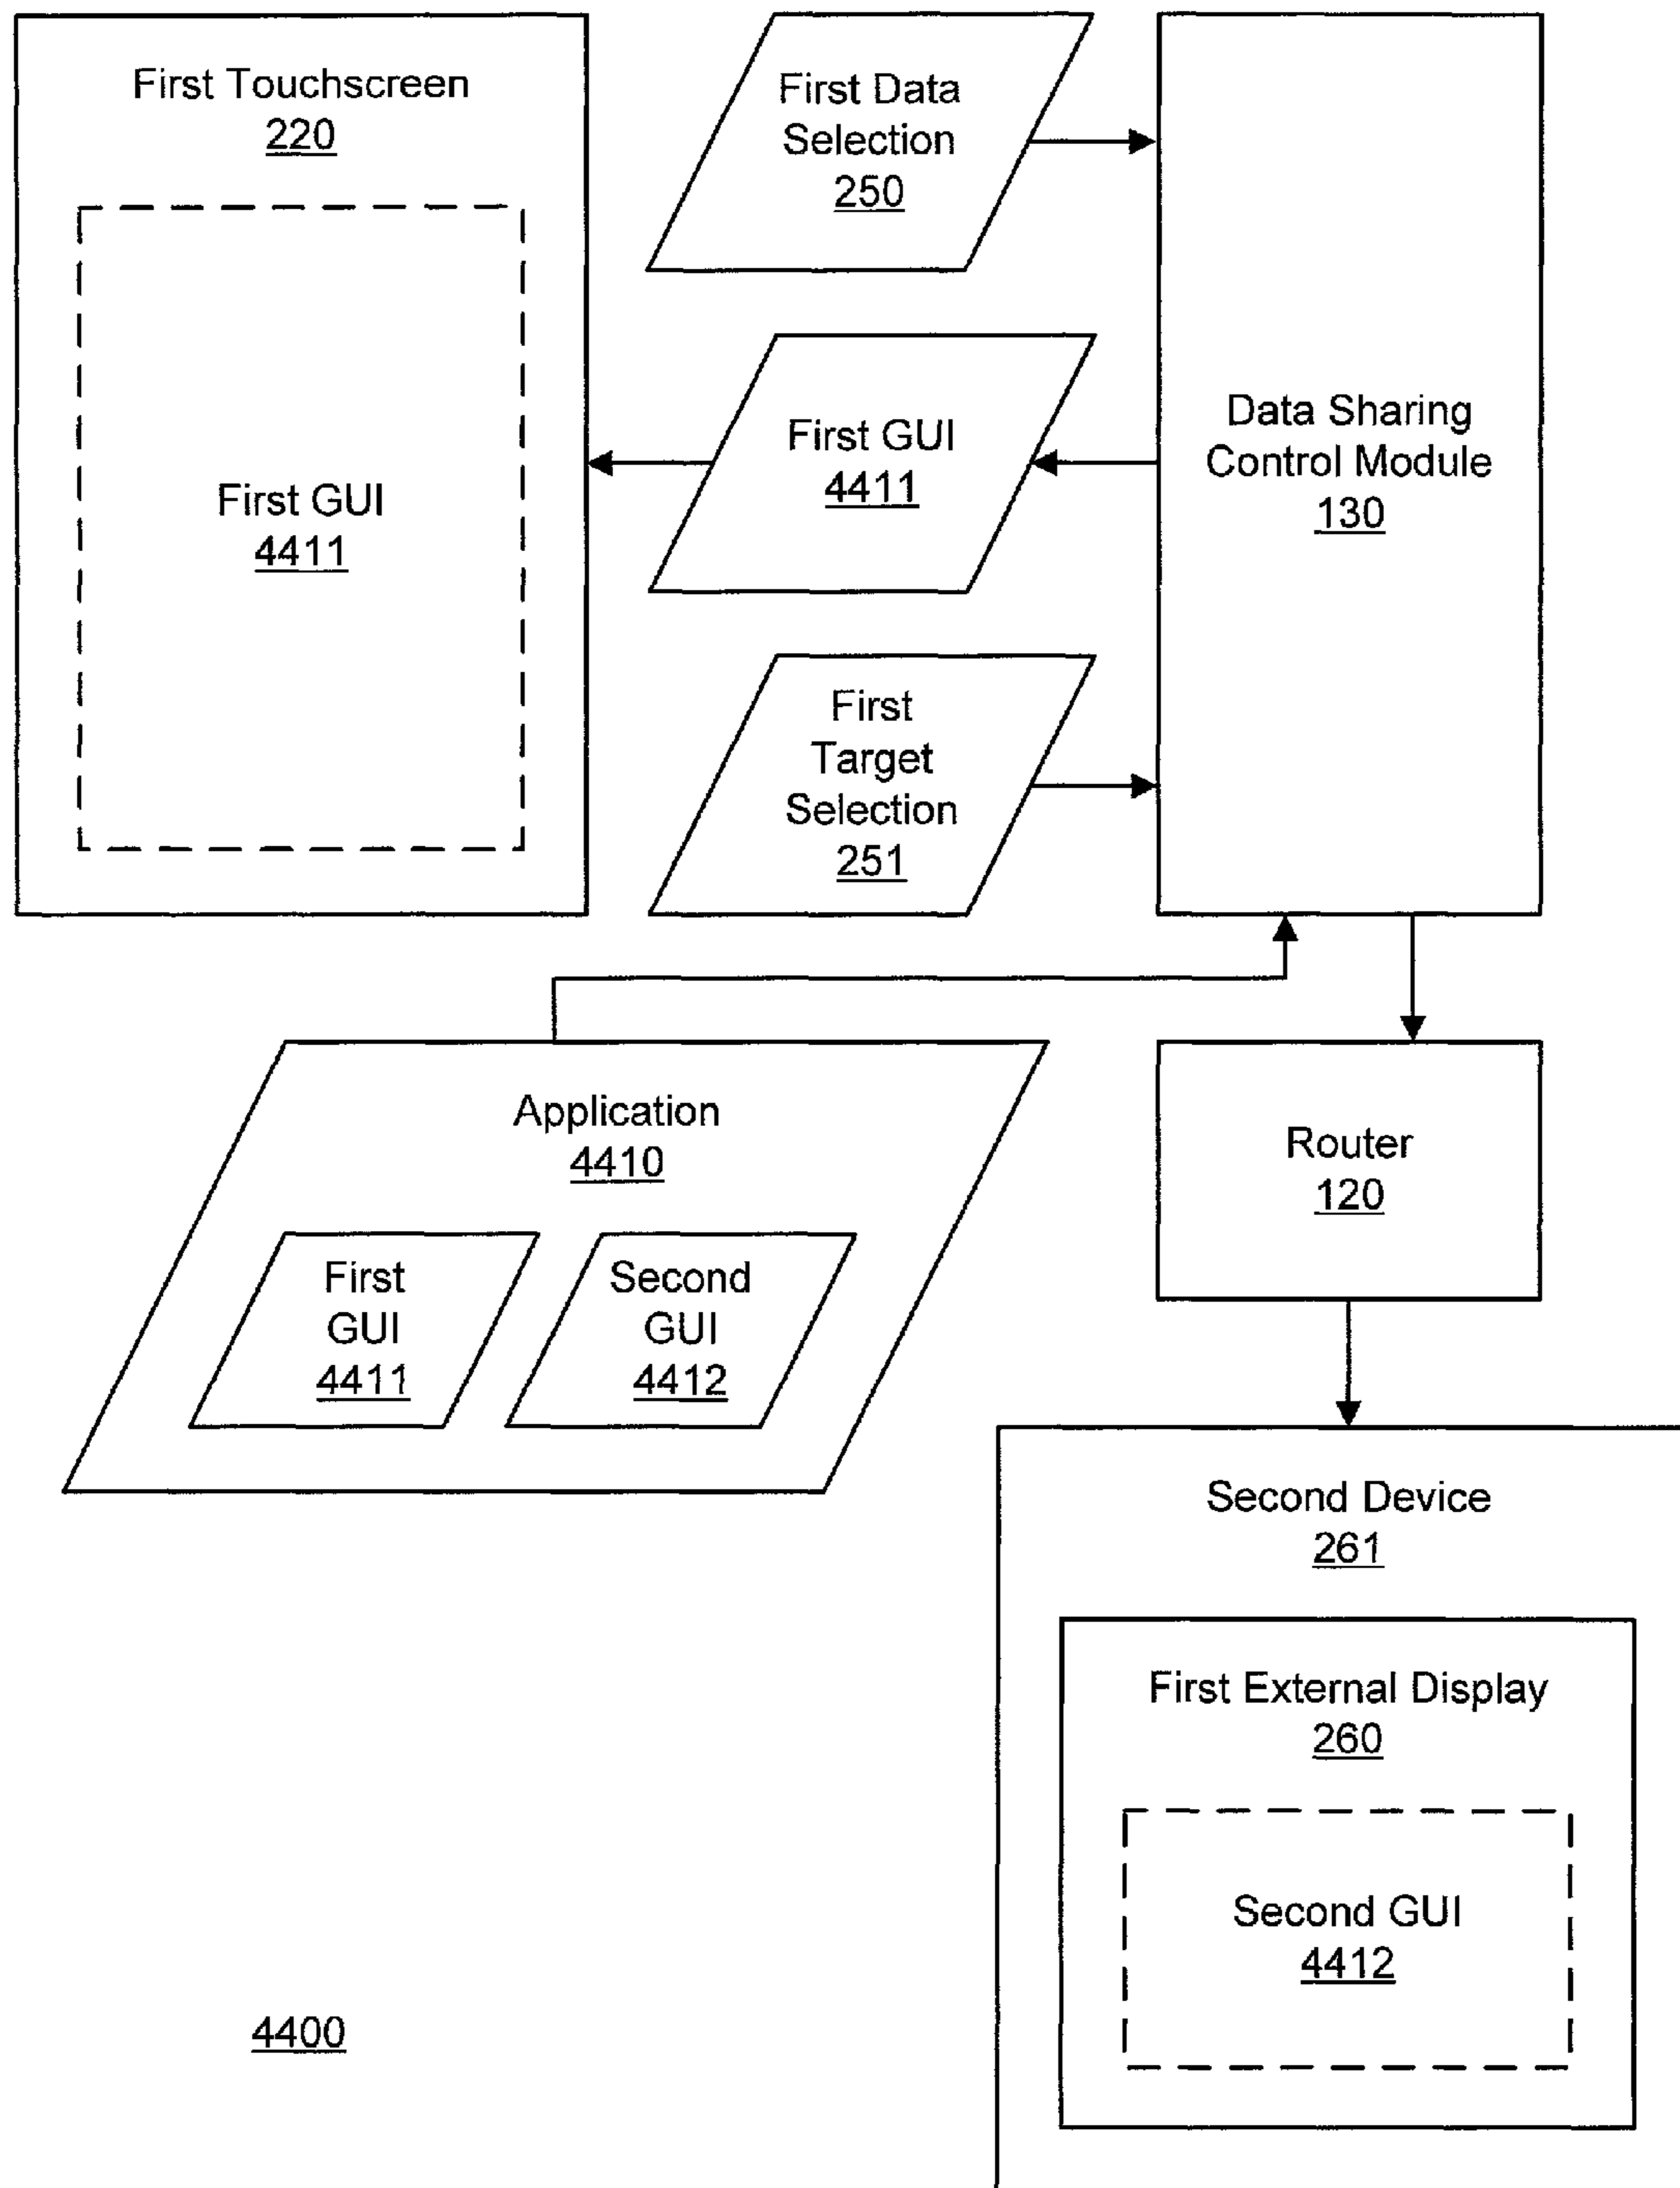 First Touchscreen
220
First GUI
4411
First Data
Selection
250
First GUI
4411
First
Target
Selection
251
Data Sharing
Control Module
130
Application
4410
First
GUI
4411
Second
GUI
4412
Router
120
Second Device
261
First External Display
260
Second GUI
4412
4400